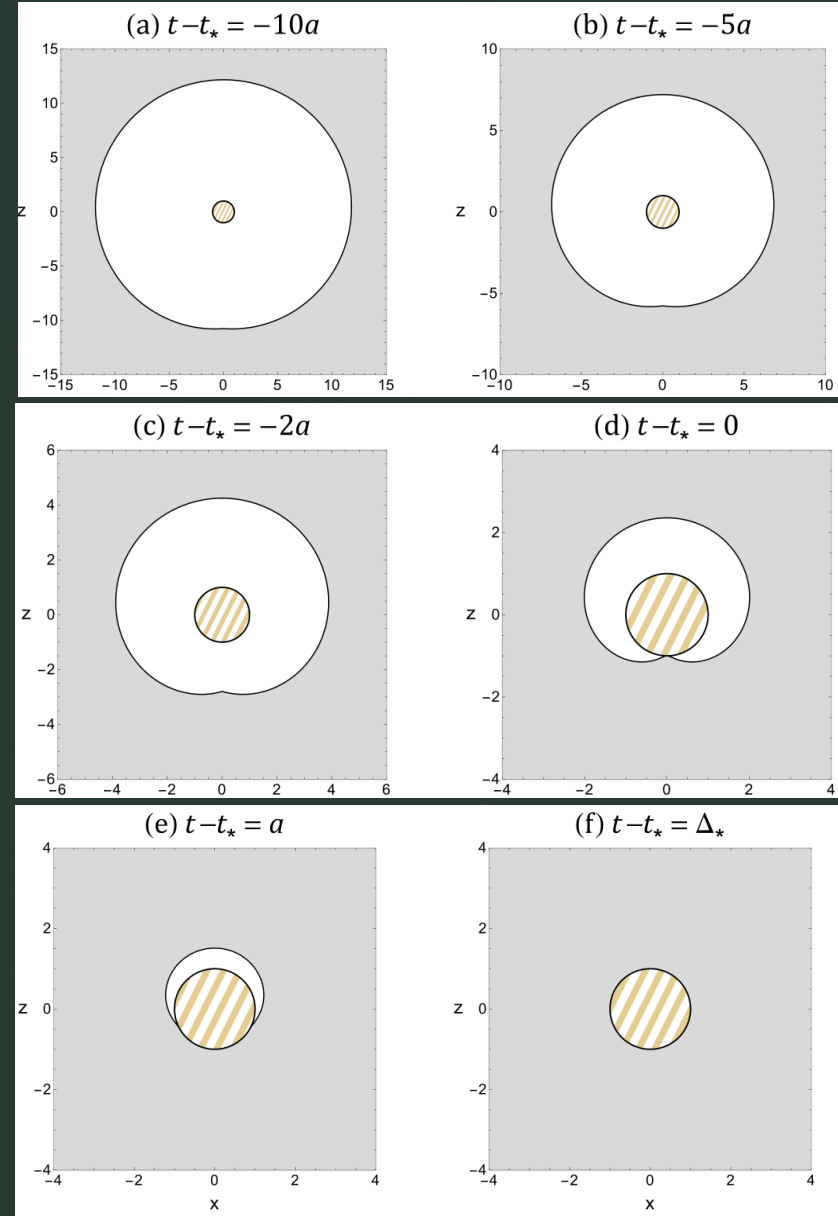 (a) t−t⋆ = −10a
(b) t−t⋆ = −5a
15
10
5
0
−5
−10
−15
z
−15 −10 −5 0 5 10 15
10
5
0
−5
−10
z
−10 −5 0 5 10
(c) t−t⋆ = −2a
(d) t−t⋆ = 0
6
4
2
0
−2
−4
−6
z
−6 −4 −2 0 2 4 6
4
2
0
−2
−4
z
−4 −2 0 2 4
(e) t−t⋆ = a
(f) t−t⋆ = Δ⋆
4
2
0
−2
−4
z
−4 −2 0 2 4
x
4
2
0
−2
−4
z
−4 −2 0 2 4
x